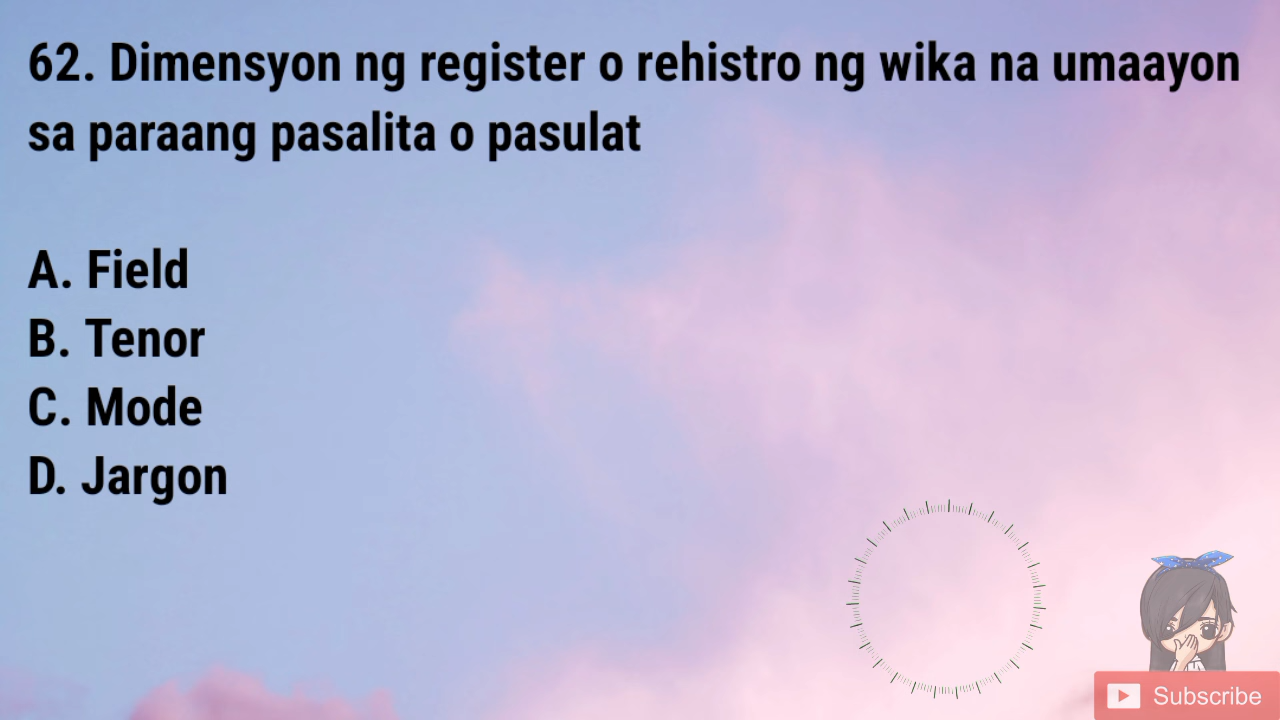 62. Dimensyon ng register o rehistro ng wika na umaayon
sa paraang pasalita o pasulat
A. Field
B. Tenor
C. Mode
D. Jargon
Subscribe